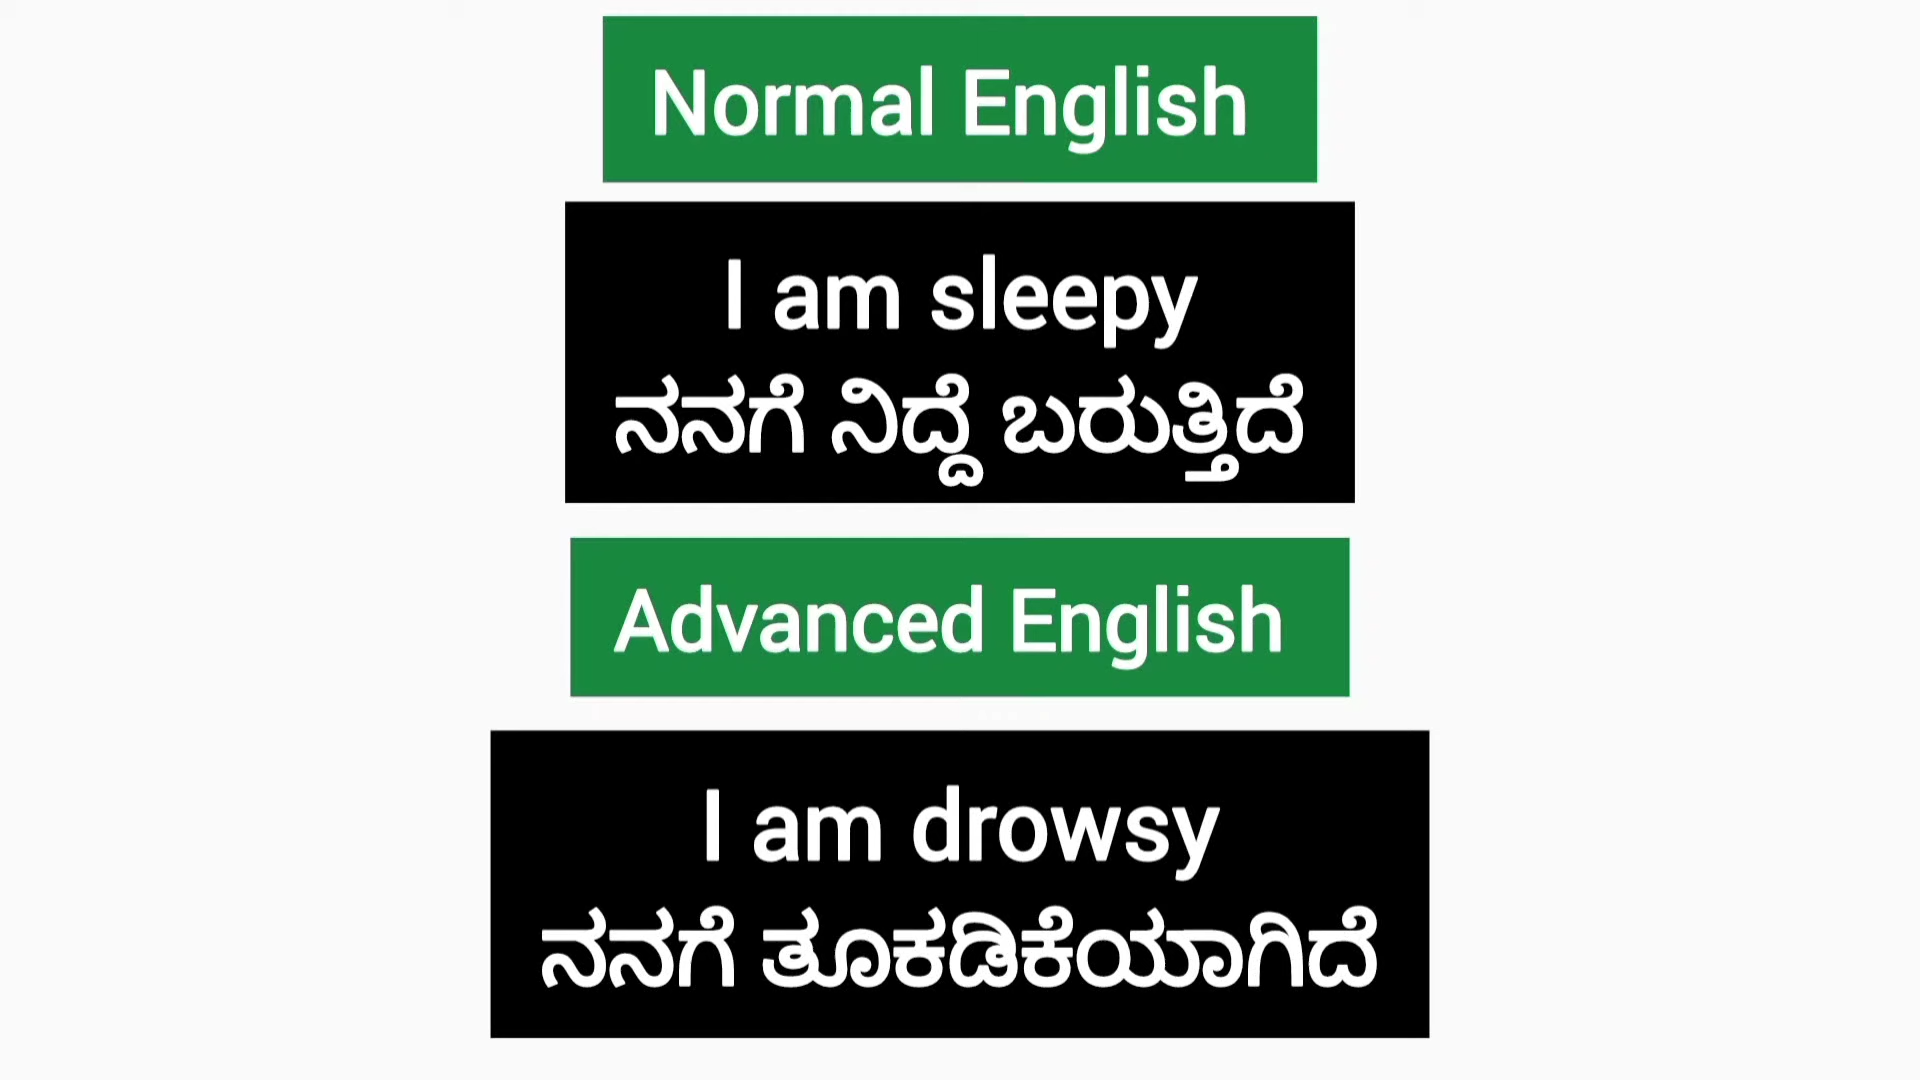 Normal English
I am sleepy
ನನಗೆ ನಿದ್ದೆ ಬರುತ್ತಿದೆ
Advanced English
I am drowsy
ನನಗೆ ತೂಕಡಿಕೆಯಾಗಿದೆ